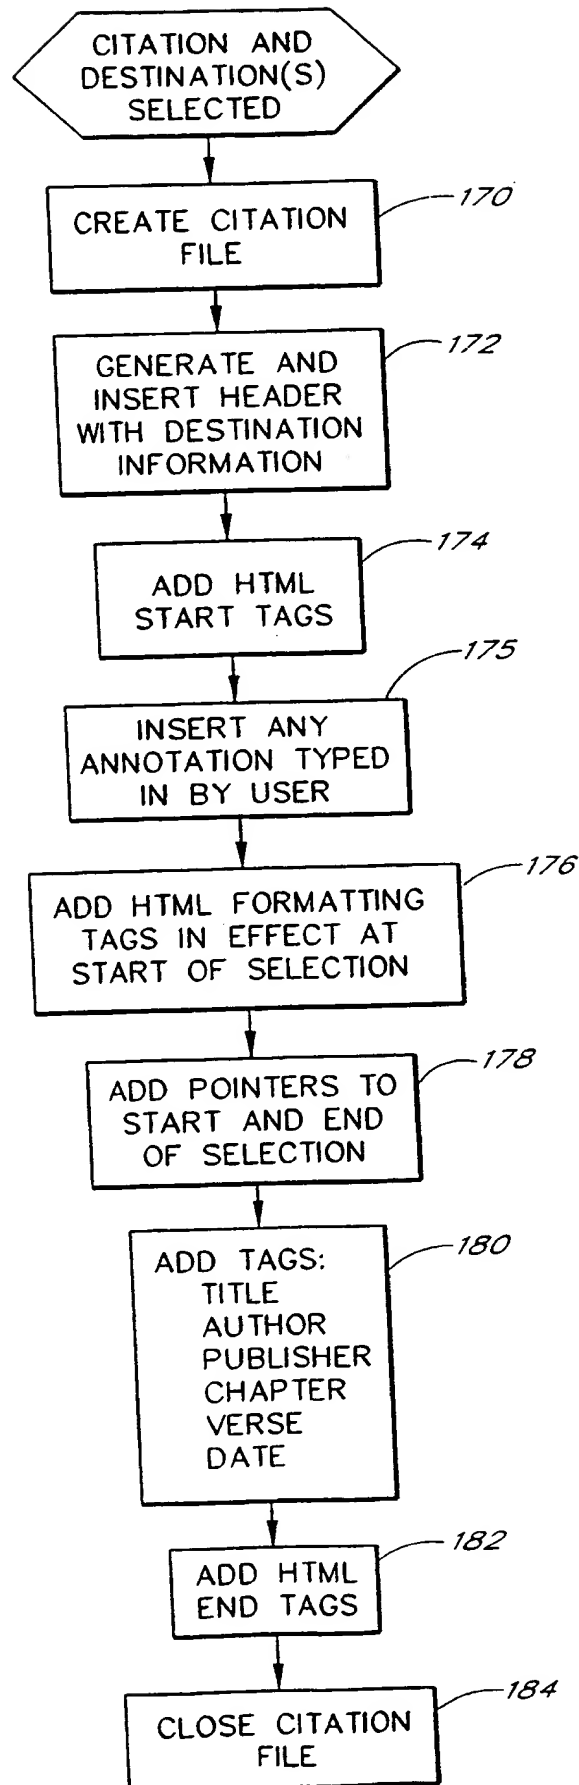 CITATION AND
DESTINATION(S)
SELECTED
170
CREATE CITATION
FILE
172
GENERATE AND
INSERT HEADER
WITH DESTINATION
INFORMATION
174
ADD HTML
START TAGS
175
INSERT ANY
ANNOTATION TYPED
IN BY USER
176
ADD HTML FORMATTING
TAGS IN EFFECT AT
START OF SELECTION
178
ADD POINTERS TO
START AND END
OF SELECTION
180
ADD TAGS:
TITLE
AUTHOR
PUBLISHER
CHAPTER
VERSE
DATE
182
ADD HTML
END TAGS
184
CLOSE CITATION
FILE